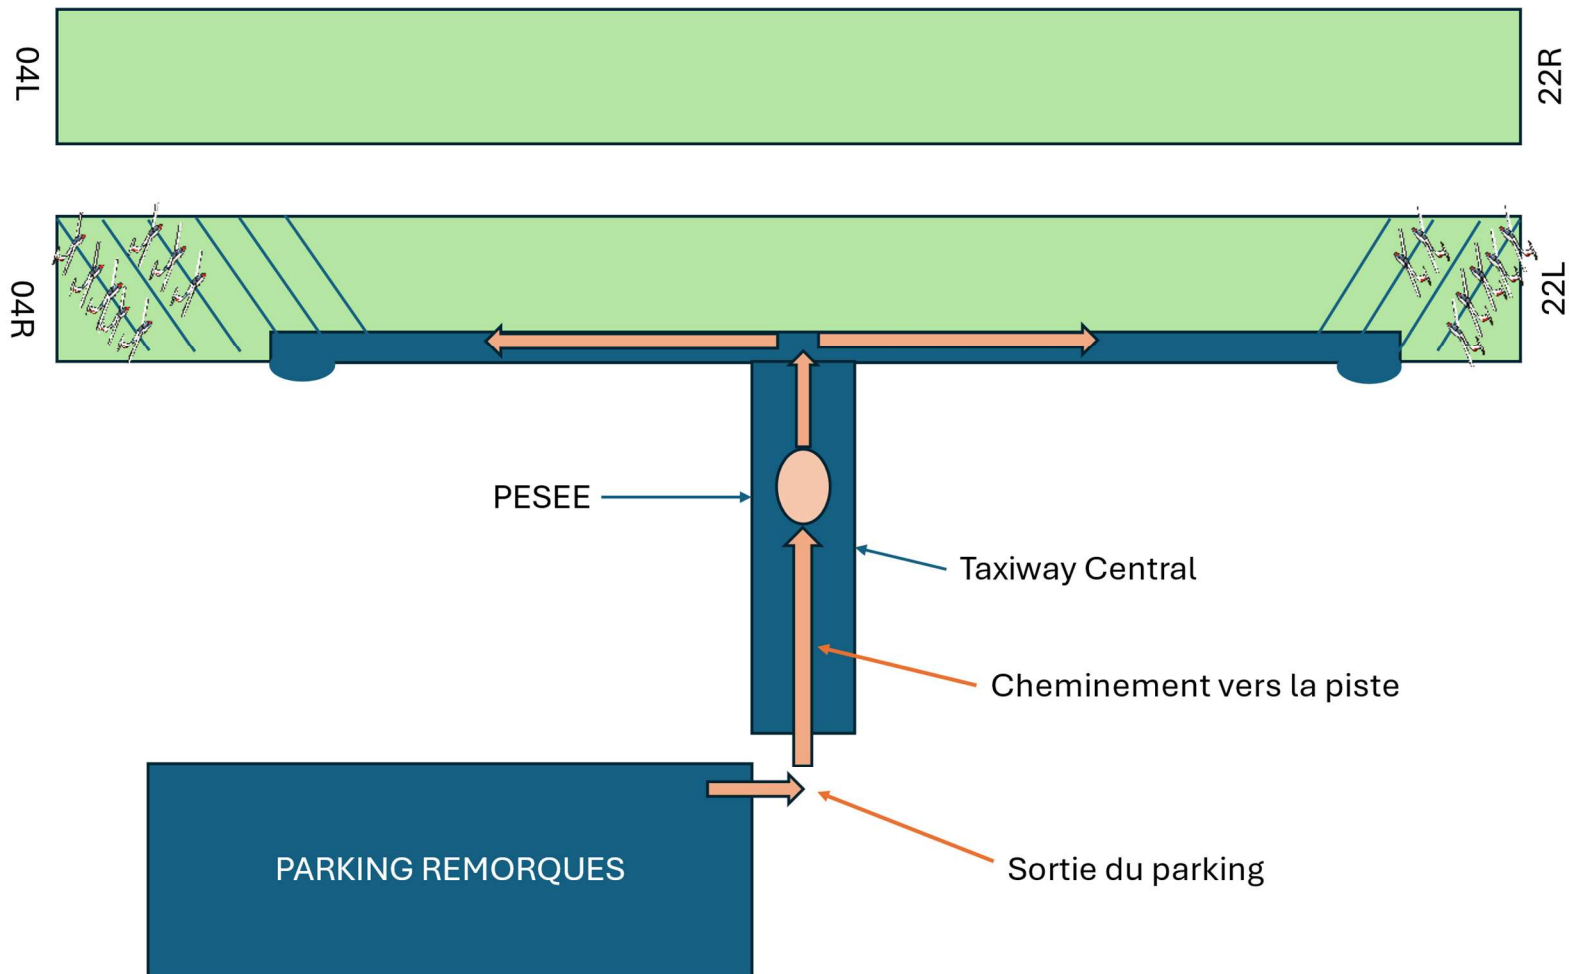 04L
22R
04R
22L
PESEE
Taxiway Central
Cheminement vers la piste
PARKING REMORQUES
Sortie du parking